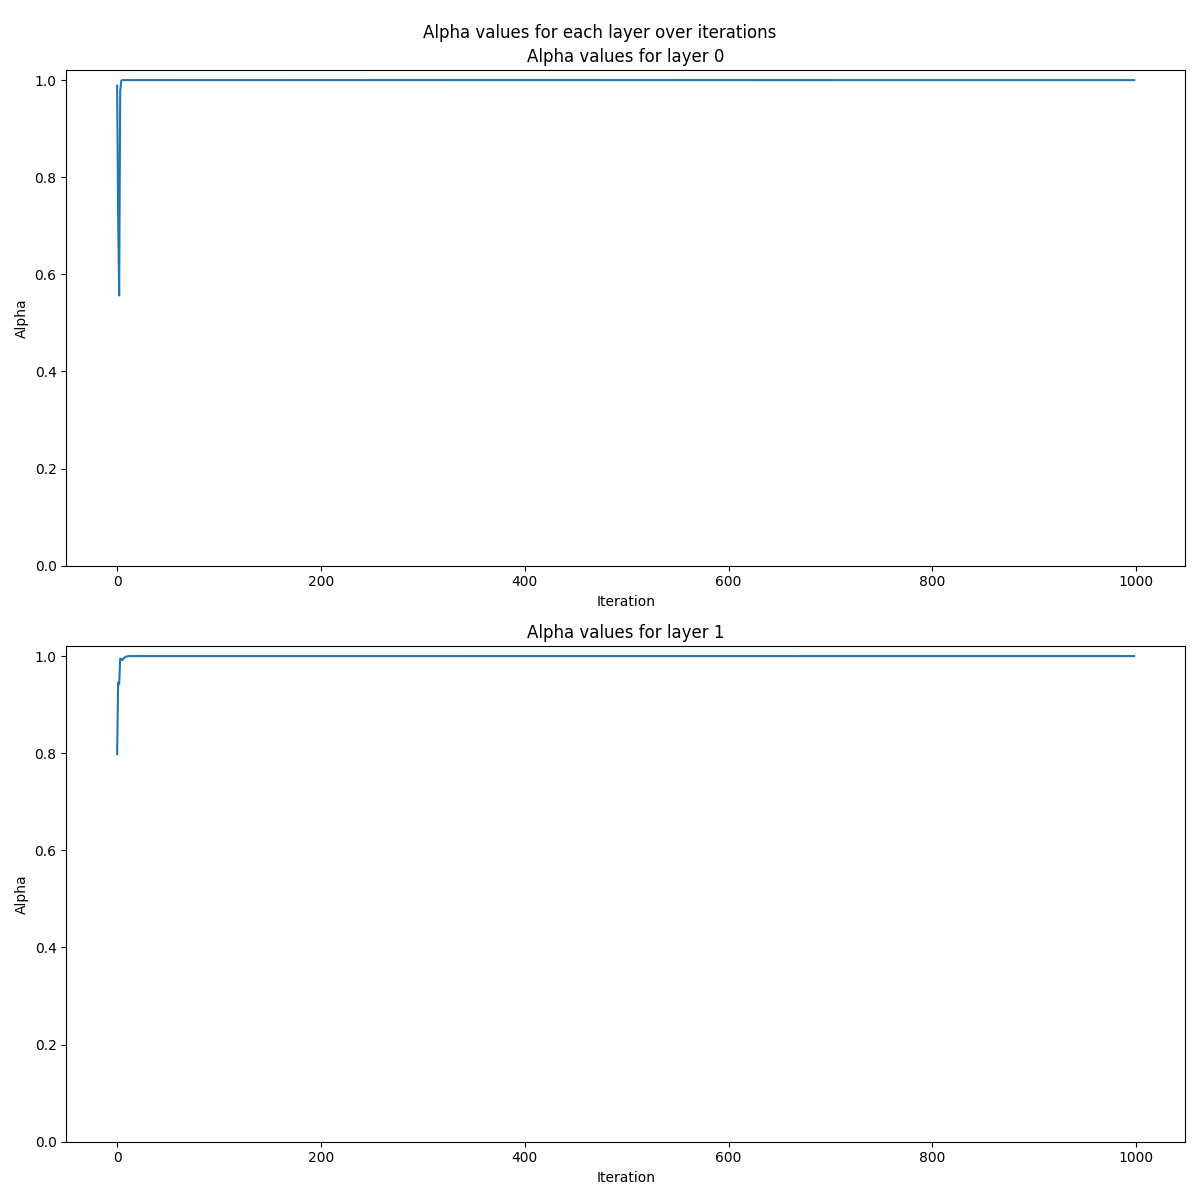 Alpha values for each layer over iterations
Alpha values for layer 0
1.0
0.8
0.6
0.4
0.2
0.0
Alpha
0 200 400 600 800 1000
Iteration
Alpha values for layer 1
1.0
0.8
0.6
0.4
0.2
0.0
Alpha
0 200 400 600 800 1000
Iteration